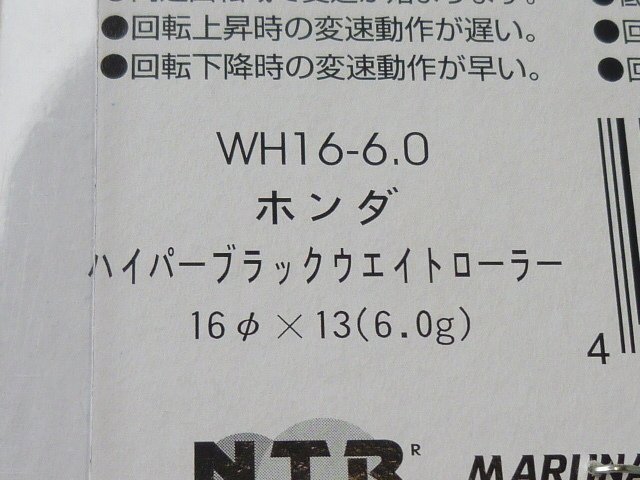 ●回転上昇時の変速動作が遅い。
●回転下降時の変速動作が早い。
WH16-6.0
ホンダ
ハイパーブラックウエイトローラー
16φ×13(6.0g)
4
NTB®